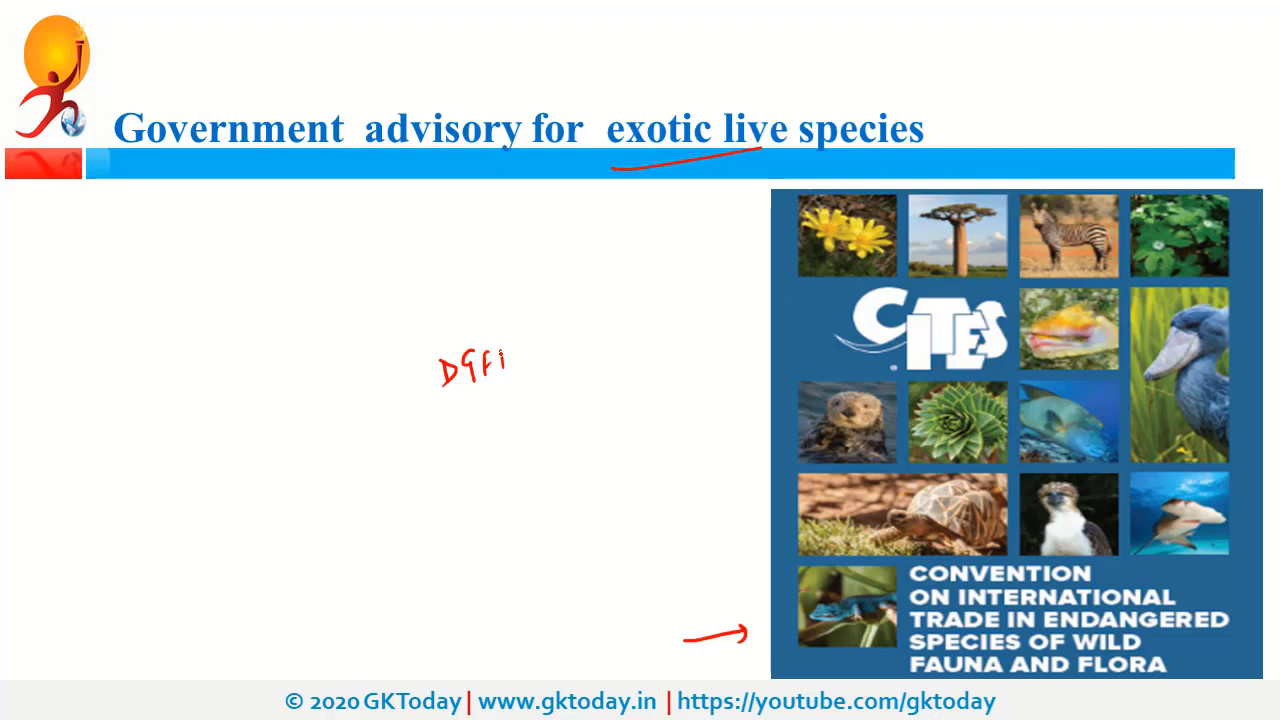 Government advisory for exotic live species
CITES
DGFI
CONVENTION
ON INTERNATIONAL
TRADE IN ENDANGERED
SPECIES OF WILD
FAUNA AND FLORA
© 2020 GKToday | www.gktoday.in | https://youtube.com/gktoday